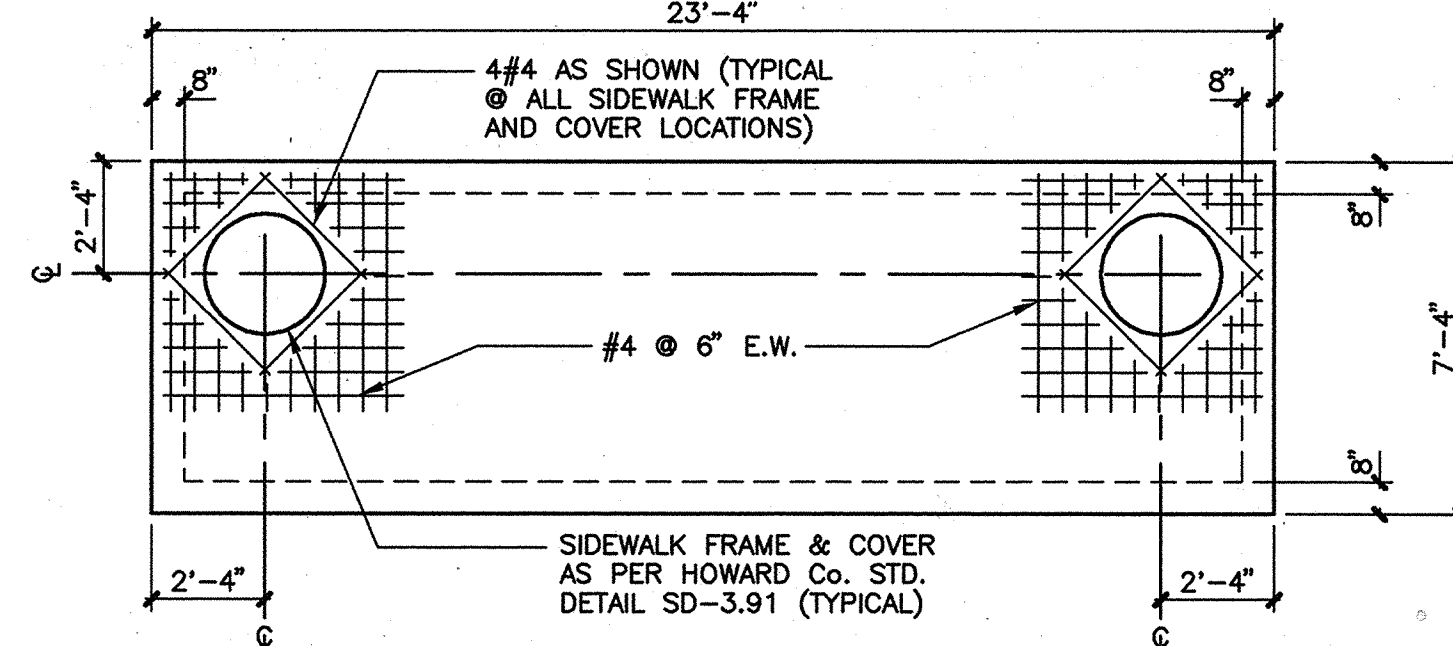 23'-4"
4#4 AS SHOWN (TYPICAL
@ ALL SIDEWALK FRAME
AND COVER LOCATIONS)
8"
8"
2'-4"
8"
℄
#4 @ 6" E.W.
7'-4"
8"
SIDEWALK FRAME & COVER
AS PER HOWARD Co. STD.
DETAIL SD-3.91 (TYPICAL)
2'-4"
2'-4"
℄
℄